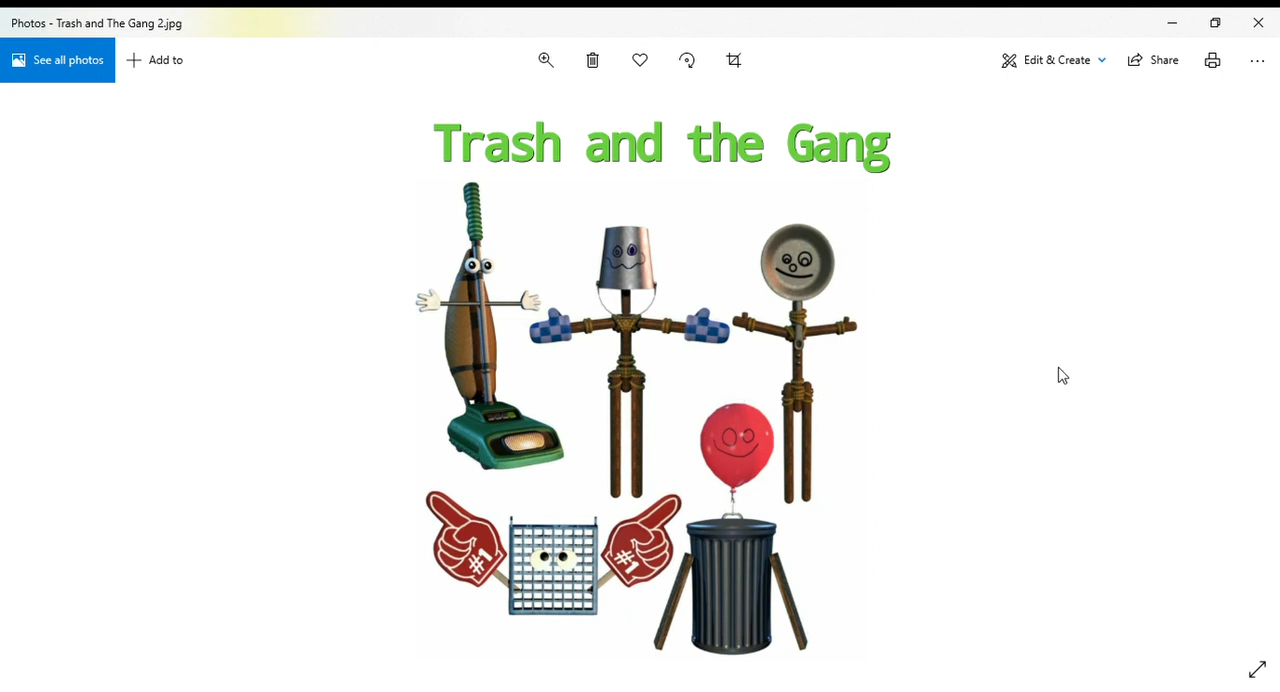 Photos - Trash and The Gang 2.jpg
See all photos
Add to
Edit & Create
Share
Trash and the Gang
#1
#1